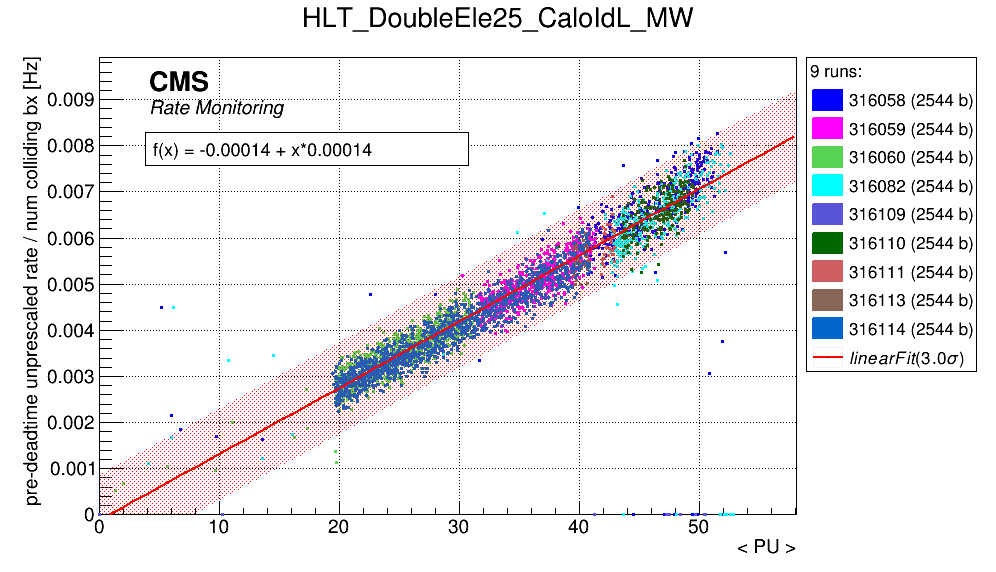 HLT_DoubleEle25_CaloIdL_MW
pre-deadtime unprescaled rate / num colliding bx [Hz]
CMS
Rate Monitoring
f(x) = -0.00014 + x*0.00014
0.009
0.008
0.007
0.006
0.005
0.004
0.003
0.002
0.001
0
0 10 20 30 40 50
< PU >
9 runs:
316058 (2544 b)
316059 (2544 b)
316060 (2544 b)
316082 (2544 b)
316109 (2544 b)
316110 (2544 b)
316111 (2544 b)
316113 (2544 b)
316114 (2544 b)
linearFit(3.0σ)